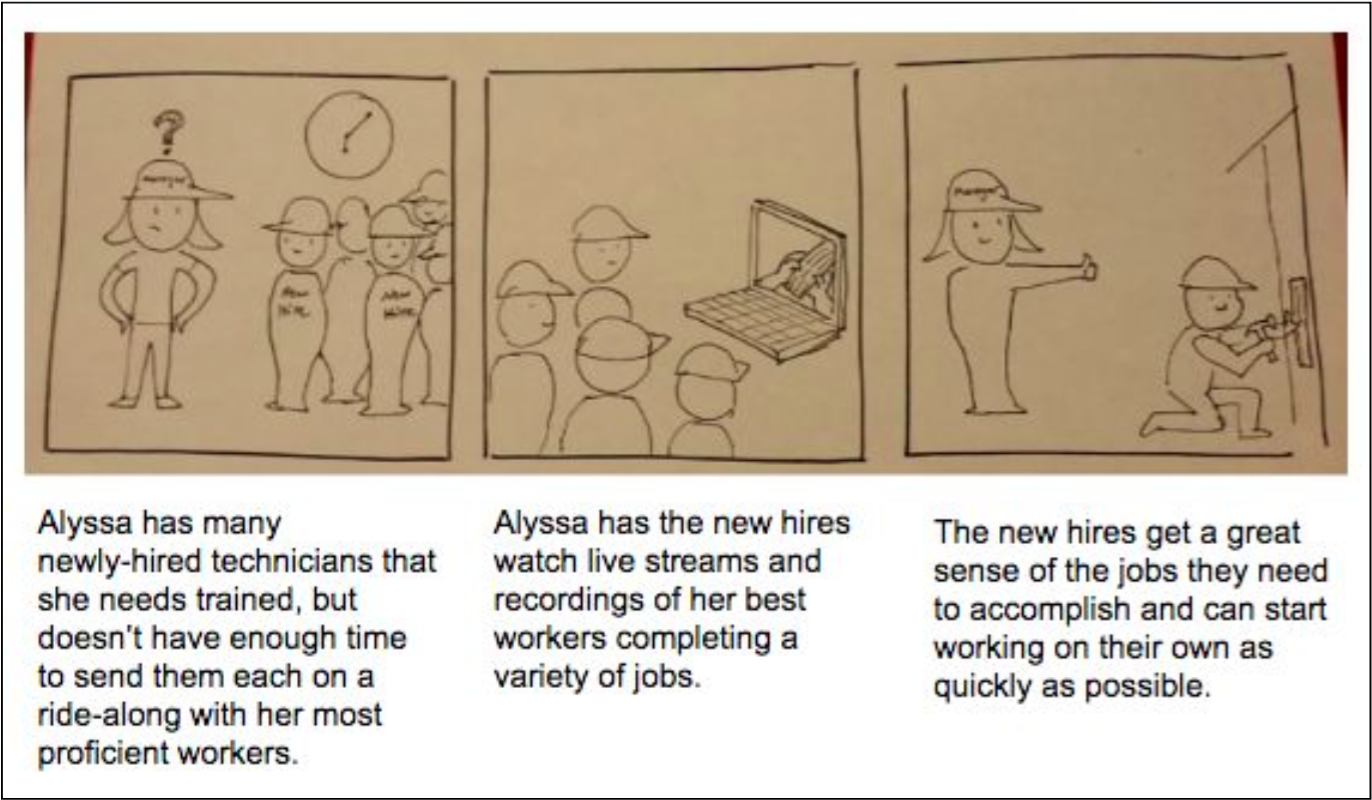 ?
manager
New
Hire
New
Hire
manager
Alyssa has many
newly-hired technicians that
she needs trained, but
doesn't have enough time
to send them each on a
ride-along with her most
proficient workers.
Alyssa has the new hires
watch live streams and
recordings of her best
workers completing a
variety of jobs.
The new hires get a great
sense of the jobs they need
to accomplish and can start
working on their own as
quickly as possible.